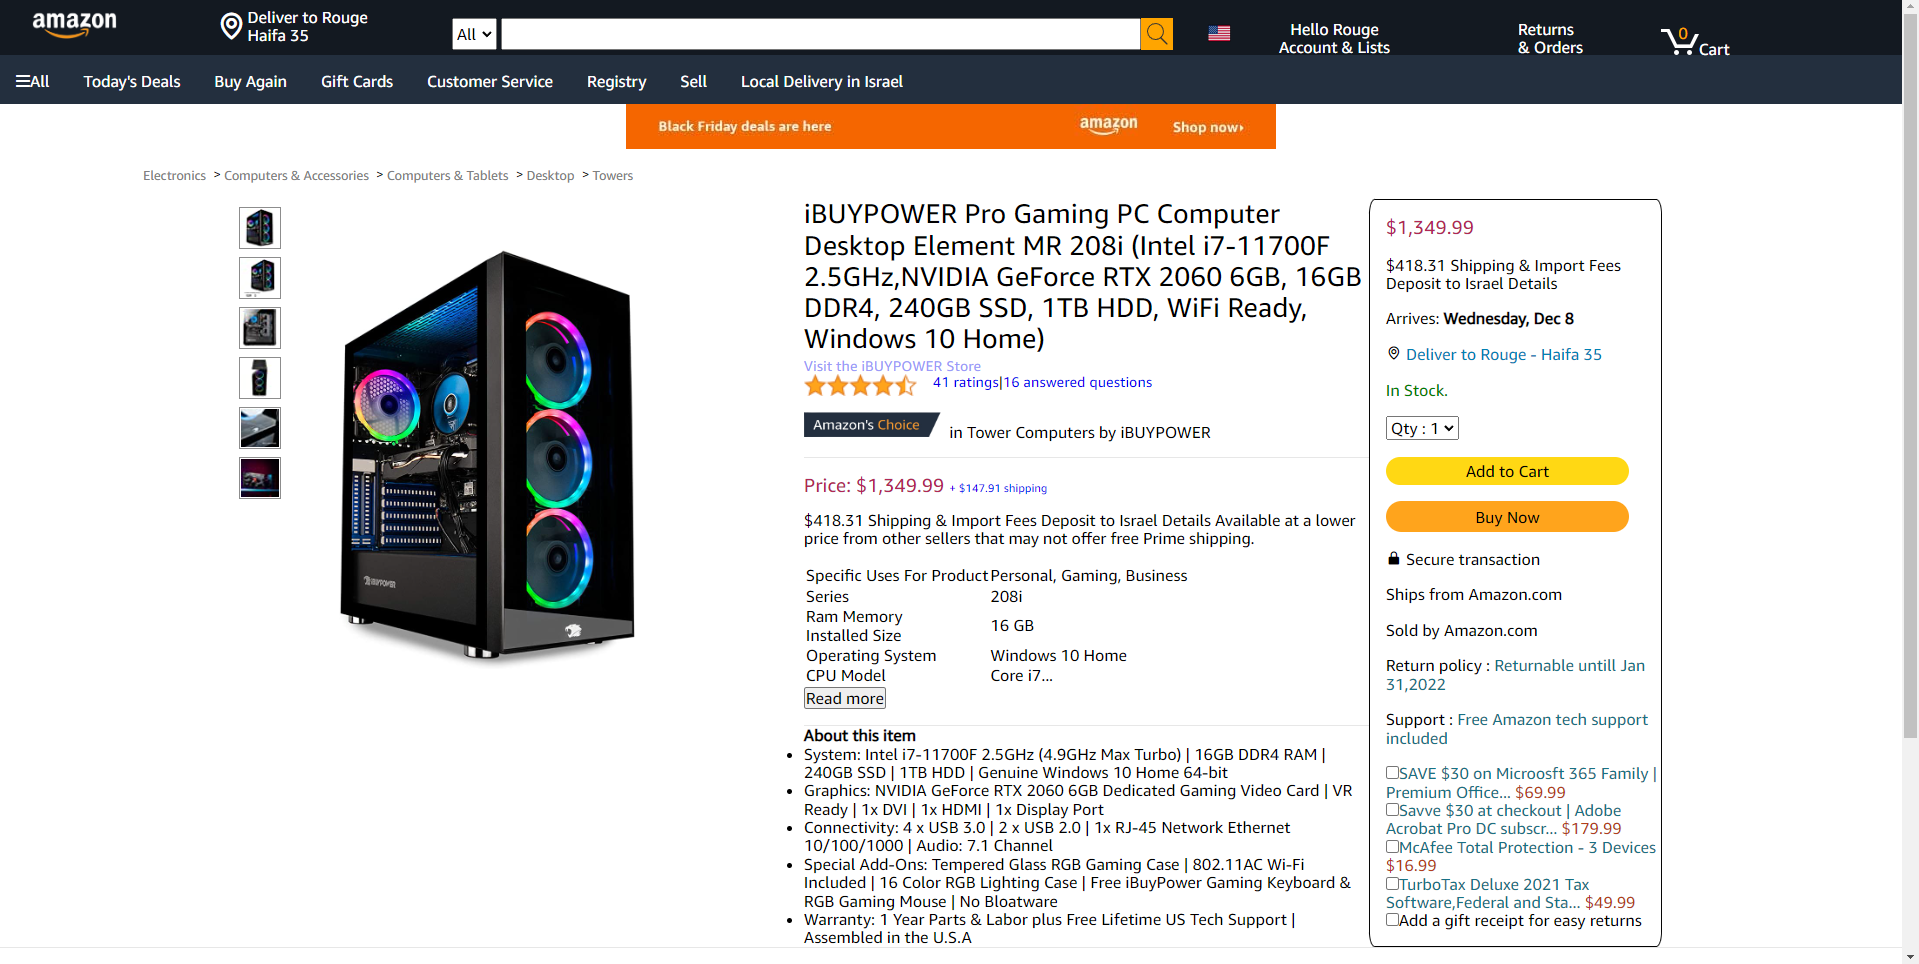 amazon
Deliver to Rouge
Haifa 35
All
Hello Rouge
Account & Lists
Returns
& Orders
0
Cart
All
Today's Deals
Buy Again
Gift Cards
Customer Service
Registry
Sell
Local Delivery in Israel
Black Friday deals are here
amazon
Shop now
Electronics > Computers & Accessories > Computers & Tablets > Desktop > Towers
iBUYPOWER Pro Gaming PC Computer
Desktop Element MR 208i (Intel i7-11700F
2.5GHz,NVIDIA GeForce RTX 2060 6GB, 16GB
DDR4, 240GB SSD, 1TB HDD, WiFi Ready,
Windows 10 Home)
Visit the iBUYPOWER Store
41 ratings|16 answered questions
Amazon's Choice
in Tower Computers by iBUYPOWER
Price: $1,349.99 + $147.91 shipping
$418.31 Shipping & Import Fees Deposit to Israel Details Available at a lower
price from other sellers that may not offer free Prime shipping.
Specific Uses For Product Personal, Gaming, Business
Series 208i
Ram Memory
Installed Size
16 GB
Operating System Windows 10 Home
CPU Model Core i7...
Read more
About this item
• System: Intel i7-11700F 2.5GHz (4.9GHz Max Turbo) | 16GB DDR4 RAM |
240GB SSD | 1TB HDD | Genuine Windows 10 Home 64-bit
• Graphics: NVIDIA GeForce RTX 2060 6GB Dedicated Gaming Video Card | VR
Ready | 1x DVI | 1x HDMI | 1x Display Port
• Connectivity: 4 x USB 3.0 | 2 x USB 2.0 | 1x RJ-45 Network Ethernet
10/100/1000 | Audio: 7.1 Channel
• Special Add-Ons: Tempered Glass RGB Gaming Case | 802.11AC Wi-Fi
Included | 16 Color RGB Lighting Case | Free iBuyPower Gaming Keyboard &
RGB Gaming Mouse | No Bloatware
• Warranty: 1 Year Parts & Labor plus Free Lifetime US Tech Support |
Assembled in the U.S.A
$1,349.99
$418.31 Shipping & Import Fees
Deposit to Israel Details
Arrives: Wednesday, Dec 8
Deliver to Rouge - Haifa 35
In Stock.
Qty : 1
Add to Cart
Buy Now
Secure transaction
Ships from Amazon.com
Sold by Amazon.com
Return policy : Returnable untill Jan
31,2022
Support : Free Amazon tech support
included
SAVE $30 on Microosft 365 Family |
Premium Office... $69.99
Savve $30 at checkout | Adobe
Acrobat Pro DC subscr... $179.99
McAfee Total Protection - 3 Devices
$16.99
TurboTax Deluxe 2021 Tax
Software,Federal and Sta... $49.99
Add a gift receipt for easy returns
iBUYPOWER